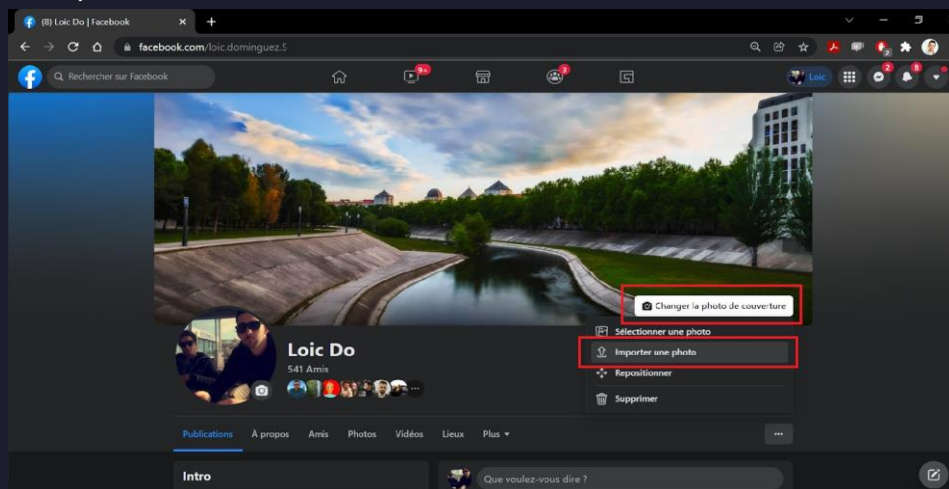 (8) Loic Do | Facebook
facebook.com/loic.dominguez.5
Rechercher sur Facebook
9+
3
Loic
2
8
Changer la photo de couverture
Sélectionner une photo
Importer une photo
Repositionner
Supprimer
Loic Do
541 Amis
Publications À propos Amis Photos Vidéos Lieux Plus
Intro
Que voulez-vous dire ?